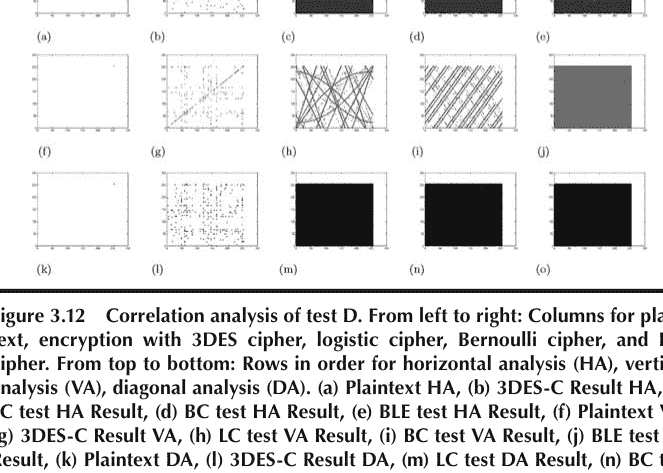 (a) (b) (c) (d) (e)
(f) (g) (h) (i) (j)
(k) (l) (m) (n) (o)
igure 3.12 Correlation analysis of test D. From left to right: Columns for pla
ext, encryption with 3DES cipher, logistic cipher, Bernoulli cipher, and
ipher. From top to bottom: Rows in order for horizontal analysis (HA), verti
nalysis (VA), diagonal analysis (DA). (a) Plaintext HA, (b) 3DES-C Result HA,
C test HA Result, (d) BC test HA Result, (e) BLE test HA Result, (f) Plaintext V
g) 3DES-C Result VA, (h) LC test VA Result, (i) BC test VA Result, (j) BLE test
Result, (k) Plaintext DA, (l) 3DES-C Result DA, (m) LC test DA Result, (n) BC t